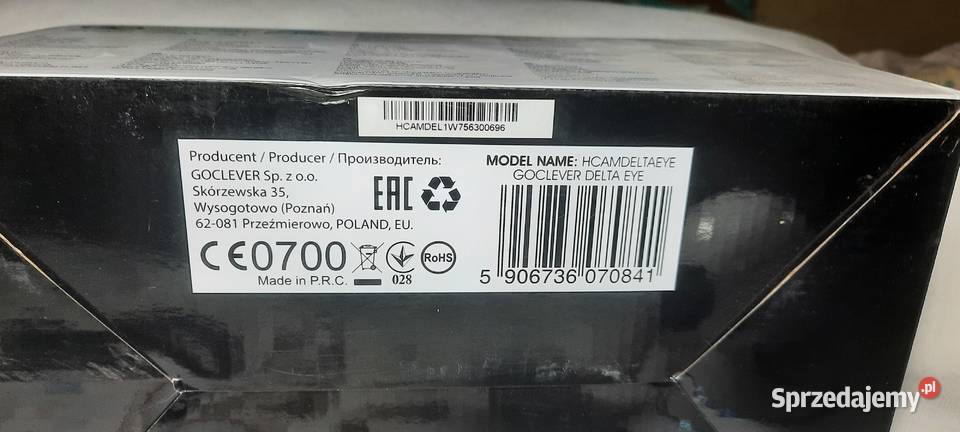 HCAMDEL1W756300696
Producent / Producer / Производитель:
GOCLEVER Sp. z o.o.
Skórzewska 35,
Wysogotowo (Poznań)
62-081 Przeźmierowo, POLAND, EU.
EAC
CE0700
Made in P.R.C.
028
RoHS
MODEL NAME: HCAMDELTAEYE
GOCLEVER DELTA EYE
5 906736 070841
Sprzedajemy.pl